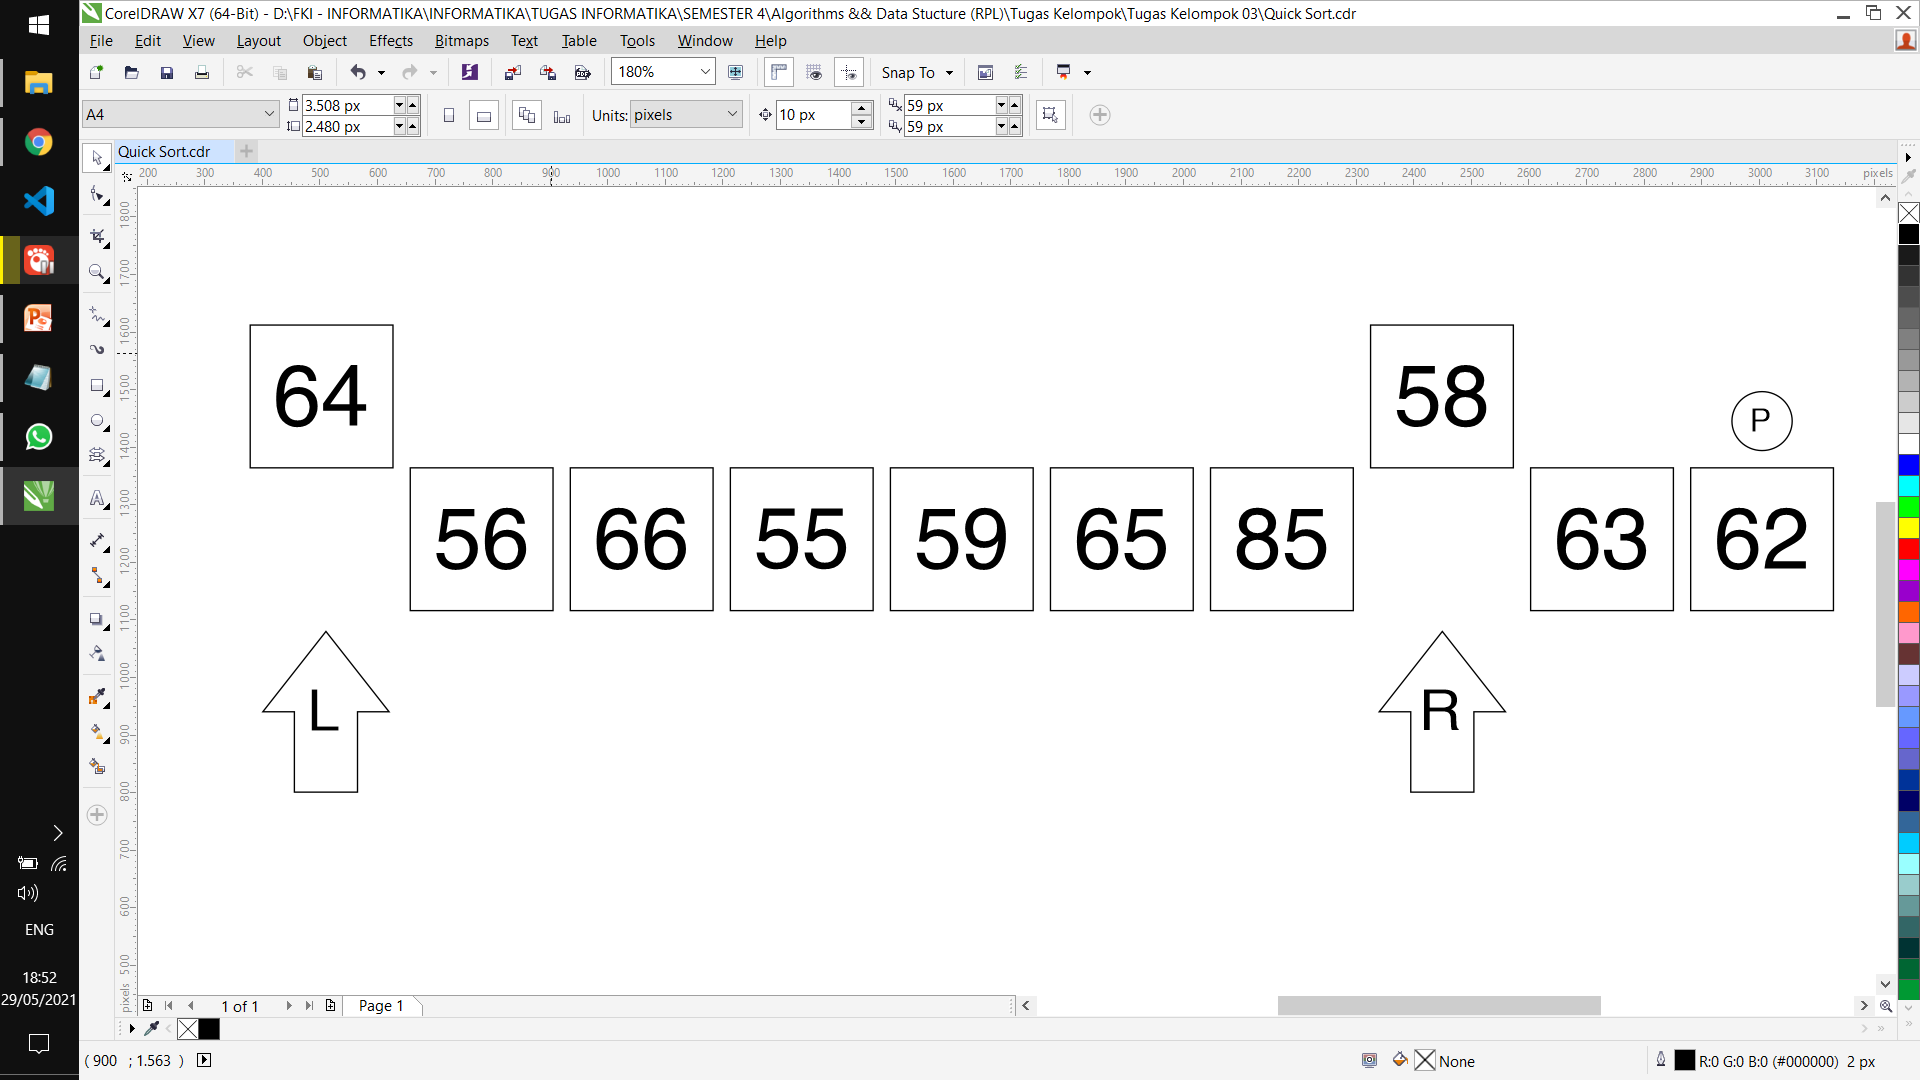 CorelDRAW X7 (64-Bit) - D:\FKI - INFORMATIKA\INFORMATIKA\TUGAS INFORMATIKA\SEMESTER 4\Algorithms && Data Stucture (RPL)\Tugas Kelompok\Tugas Kelompok 03\Quick Sort.cdr
File Edit View Layout Object Effects Bitmaps Text Table Tools Window Help
180% Snap To
A4 3.508 px 2.480 px Units: pixels 10 px 59 px 59 px
Quick Sort.cdr
200 300 400 500 600 700 800 900 1000 1100 1200 1300 1400 1500 1600 1700 1800 1900 2000 2100 2200 2300 2400 2500 2600 2700 2800 2900 3000 3100 pixels
1800
1700
1600
1500
1400
1300
1200
1100
1000
900
800
700
600
500
pixels
64 58
P
56 66 55 59 65 85 63 62
L R
1 of 1 Page 1
( 900 ; 1.563 ) None R:0 G:0 B:0 (#000000) 2 px
ENG
18:52
29/05/2021